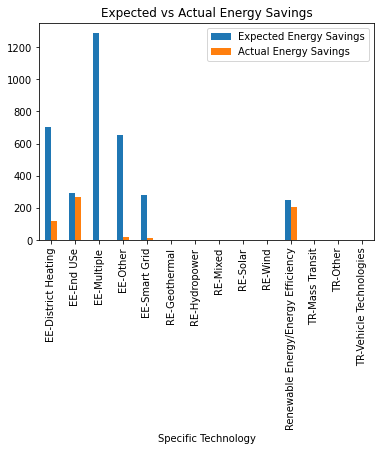 Expected vs Actual Energy Savings
Expected Energy Savings
Actual Energy Savings
1200
1000
800
600
400
200
0
EE-District Heating
EE-End USe
EE-Multiple
EE-Other
EE-Smart Grid
RE-Geothermal
RE-Hydropower
RE-Mixed
RE-Solar
RE-Wind
Renewable Energy/Energy Efficiency
TR-Mass Transit
TR-Other
TR-Vehicle Technologies
Specific Technology